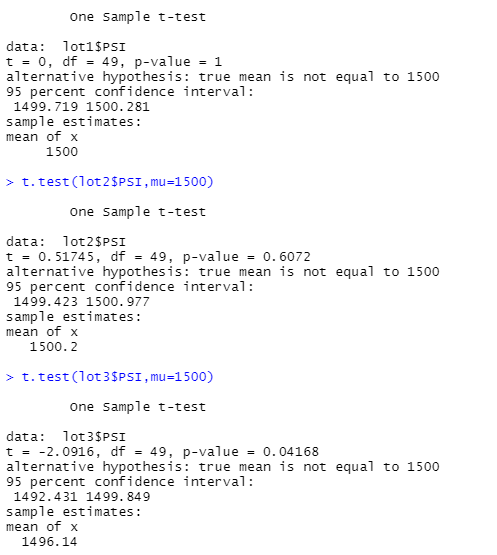 One Sample t-test
data:  lot1$PSI
t = 0, df = 49, p-value = 1
alternative hypothesis: true mean is not equal to 1500
95 percent confidence interval:
 1499.719 1500.281
sample estimates:
mean of x
     1500
> t.test(lot2$PSI,mu=1500)
        One Sample t-test
data:  lot2$PSI
t = 0.51745, df = 49, p-value = 0.6072
alternative hypothesis: true mean is not equal to 1500
95 percent confidence interval:
 1499.423 1500.977
sample estimates:
mean of x
   1500.2
> t.test(lot3$PSI,mu=1500)
        One Sample t-test
data:  lot3$PSI
t = -2.0916, df = 49, p-value = 0.04168
alternative hypothesis: true mean is not equal to 1500
95 percent confidence interval:
 1492.431 1499.849
sample estimates:
mean of x
  1496.14